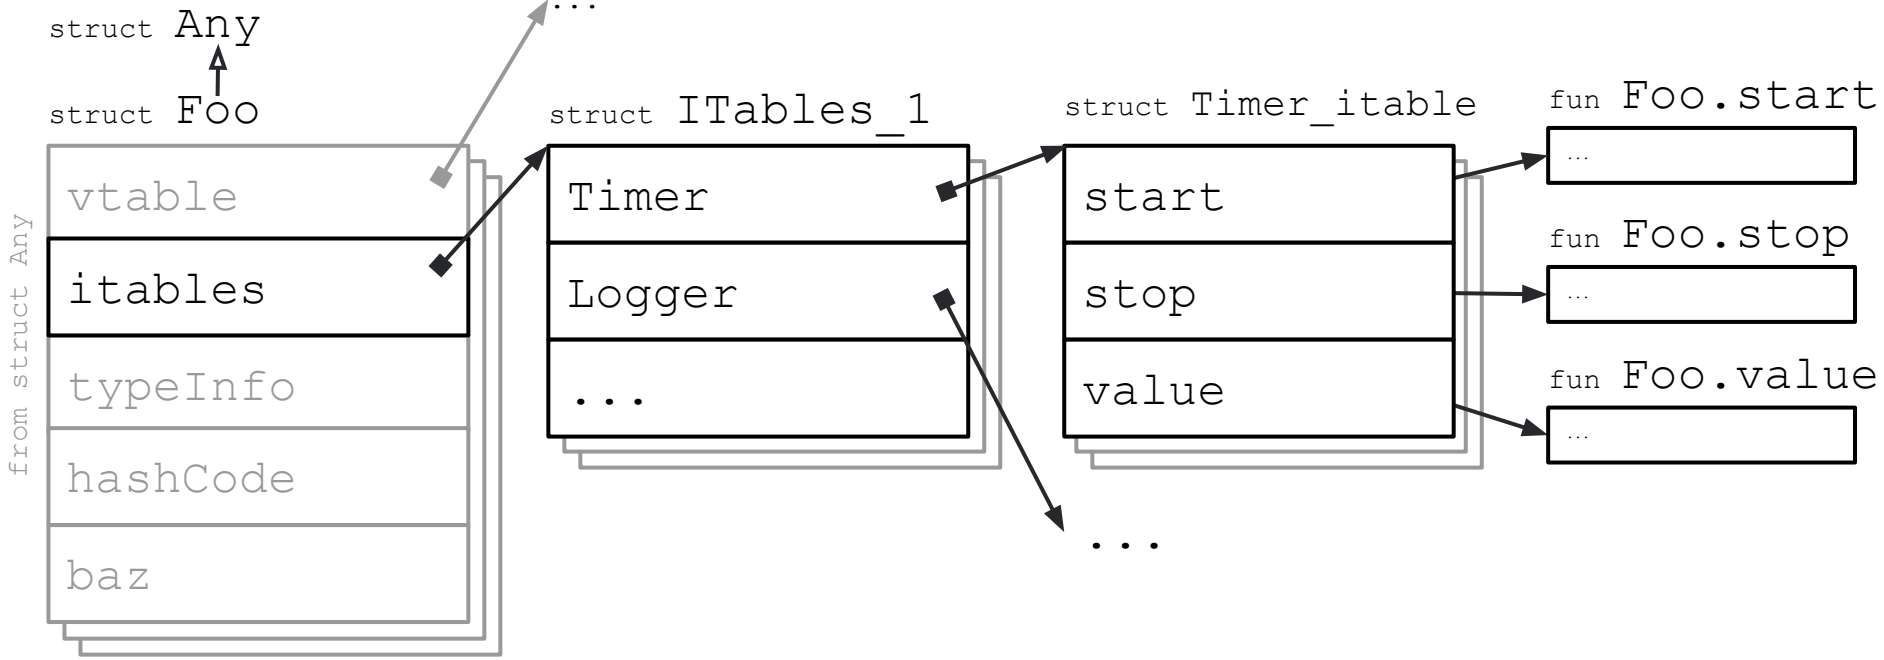 ...
struct Any
struct Foo
from struct Any
vtable
itables
typeInfo
hashCode
baz
struct ITables_1
Timer
Logger
...
...
struct Timer_itable
start
stop
value
fun Foo.start
...
fun Foo.stop
...
fun Foo.value
...